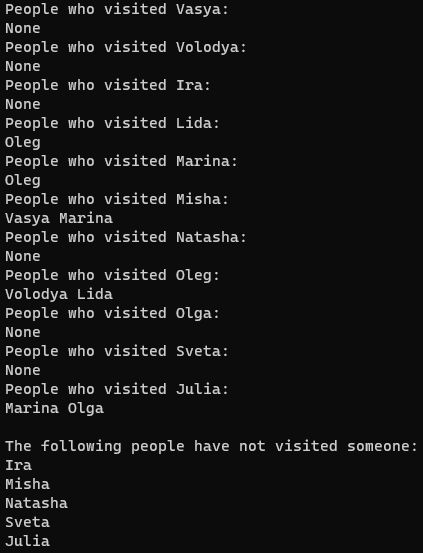 People who visited Vasya:
None
People who visited Volodya:
None
People who visited Ira:
None
People who visited Lida:
Oleg
People who visited Marina:
Oleg
People who visited Misha:
Vasya Marina
People who visited Natasha:
None
People who visited Oleg:
Volodya Lida
People who visited Olga:
None
People who visited Sveta:
None
People who visited Julia:
Marina Olga
The following people have not visited someone:
Ira
Misha
Natasha
Sveta
Julia